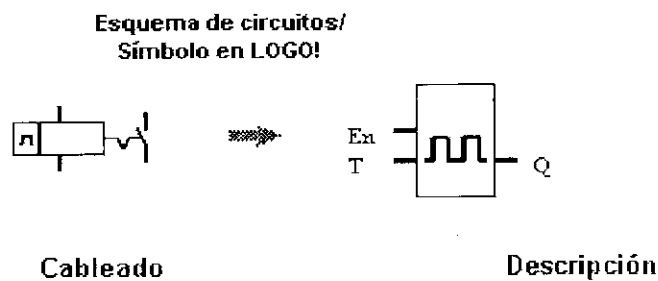 Esquema de circuitos/
Símbolo en LOGO!
En
T
Q
Cableado
Descripción